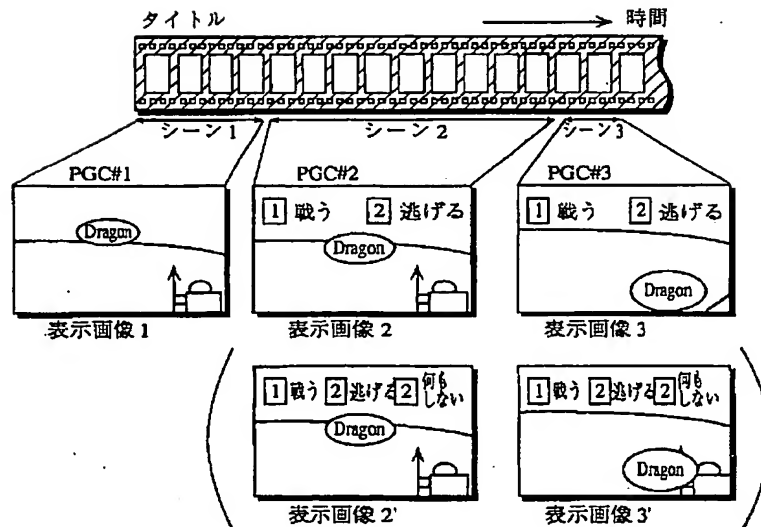 タイトル 時間
シーン1 シーン2 シーン3
PGC#1 PGC#2 PGC#3
Dragon
1 戦う 2 逃げる
Dragon
1 戦う 2 逃げる
Dragon
表示画像1 表示画像2 表示画像3
1 戦う 2 逃げる 2 何もしない
Dragon
1 戦う 2 逃げる 2 何もしない
Dragon
表示画像2' 表示画像3'